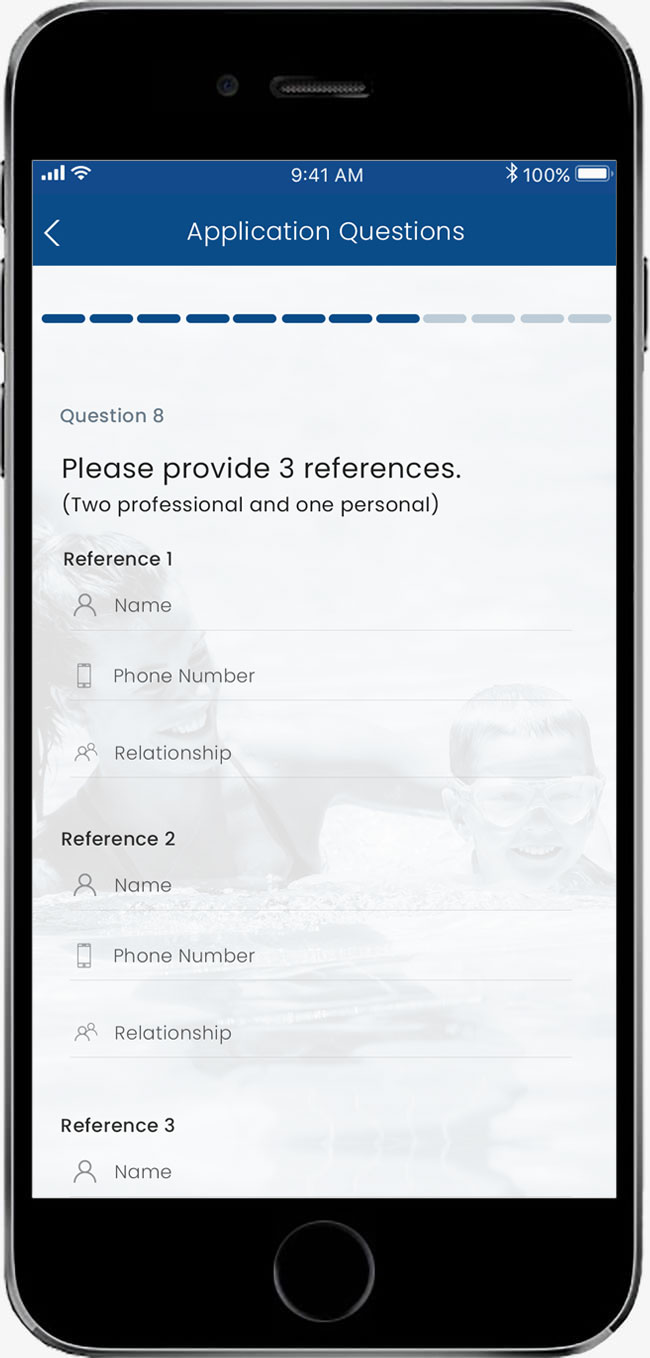 9:41 AM
100%
Application Questions
Question 8
Please provide 3 references.
(Two professional and one personal)
Reference 1
Name
Phone Number
Relationship
Reference 2
Name
Phone Number
Relationship
Reference 3
Name